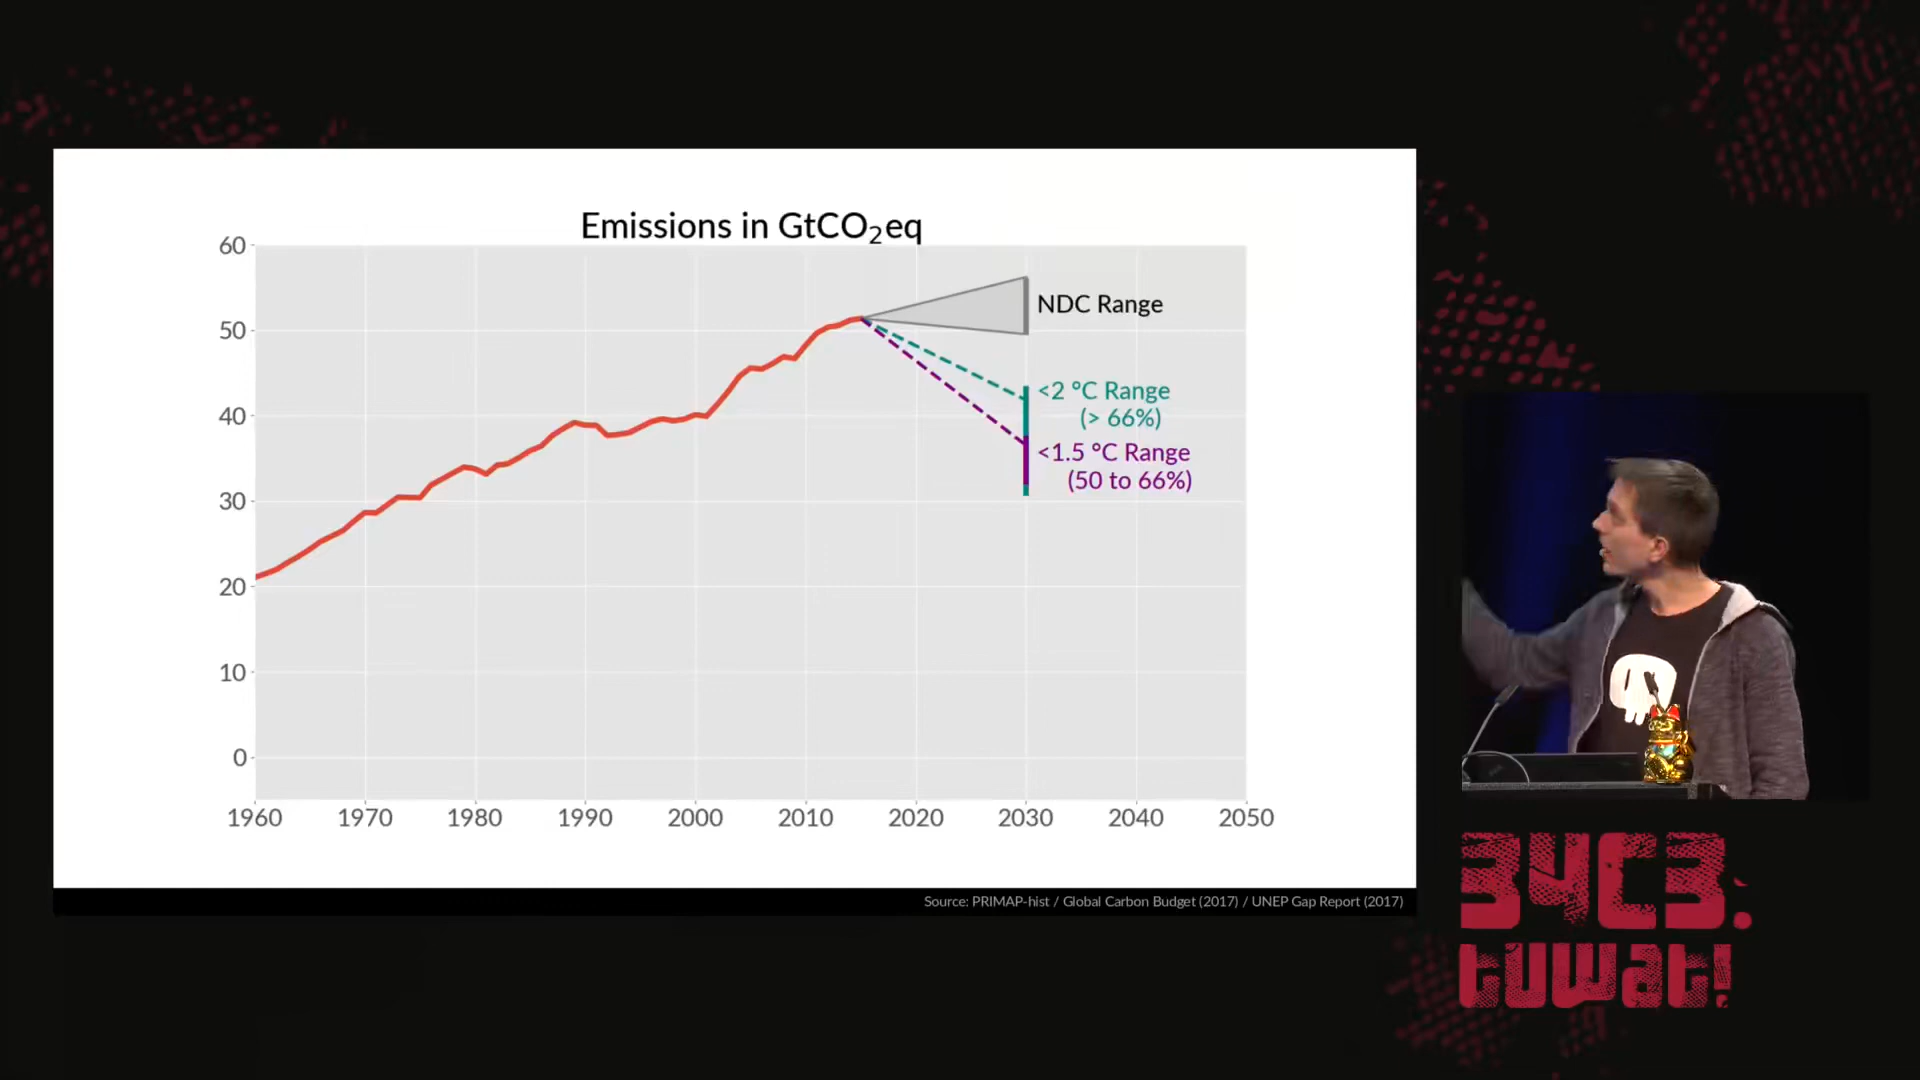 Emissions in GtCO₂eq
60
50
40
30
20
10
0
1960 1970 1980 1990 2000 2010 2020 2030 2040 2050
NDC Range
<2 °C Range
(> 66%)
<1.5 °C Range
(50 to 66%)
Source: PRIMAP-hist / Global Carbon Budget (2017) / UNEP Gap Report (2017)
34C3.
tuwat!